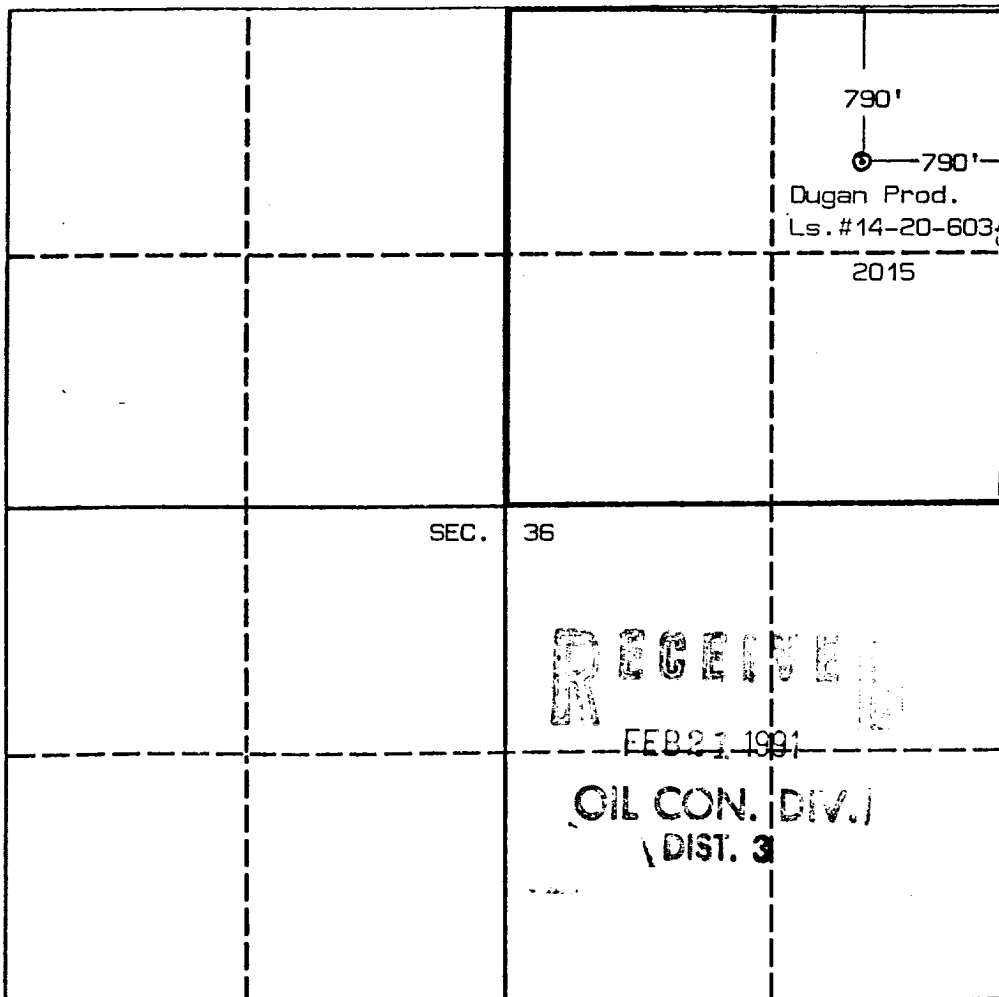 790'
790'
Dugan Prod.
Ls.#14-20-603
2015
SEC. 36
RECEIVED
FEB 21 1991
OIL CON. DIV.
DIST. 3